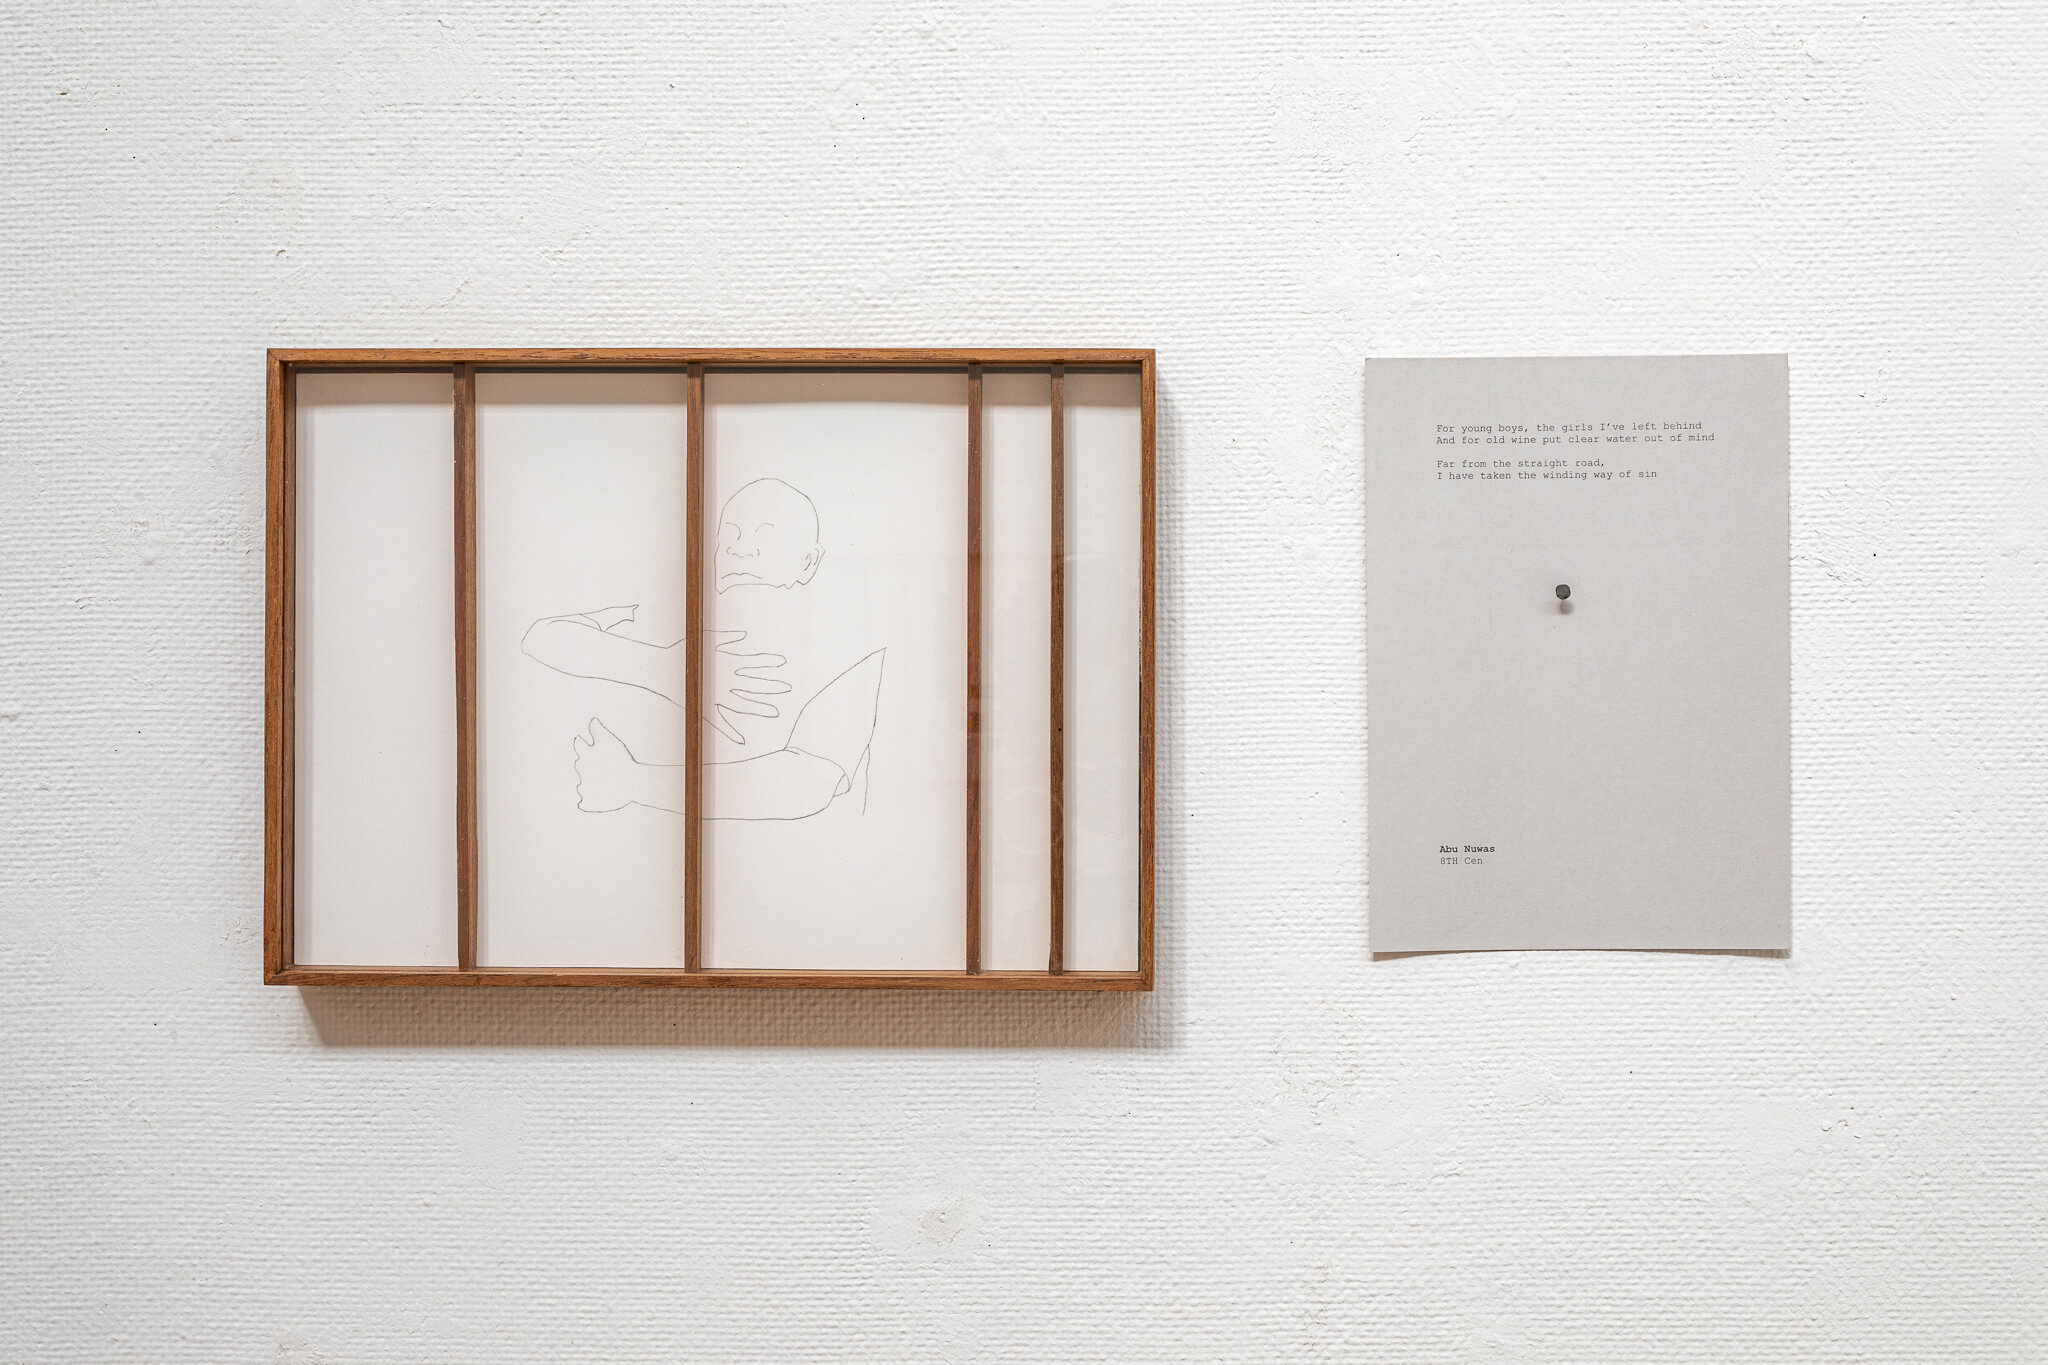 For young boys, the girls I've left behind
And for old wine put clear water out of mind
Far from the straight road,
I have taken the winding way of sin
Abu Nuwas
8TH Cen